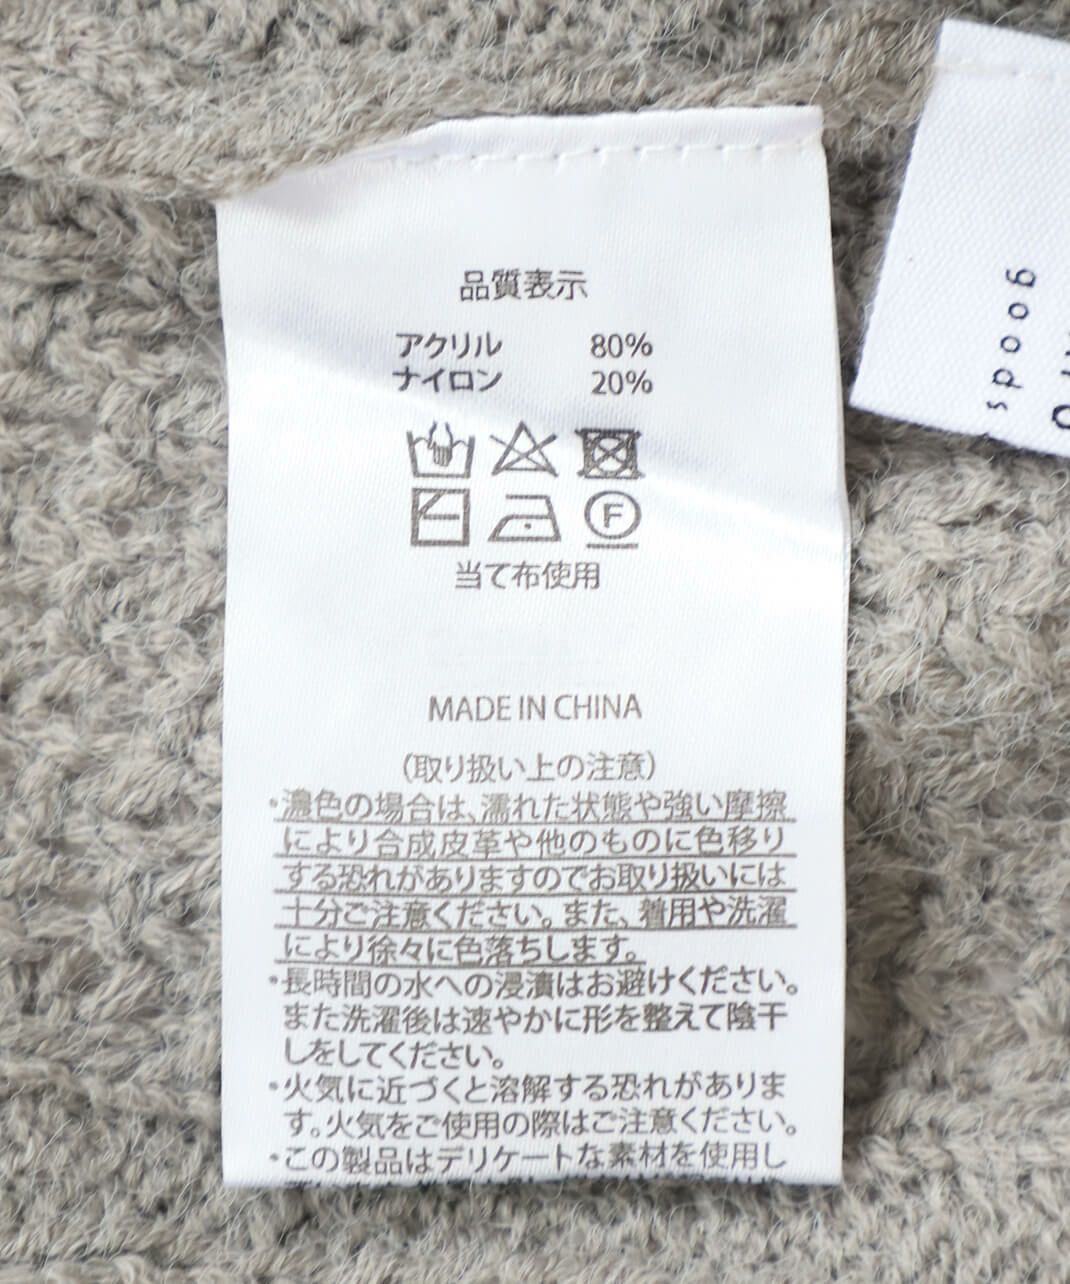 品質表示
アクリル 80%
ナイロン 20%
F
当て布使用
MADE IN CHINA
(取り扱い上の注意)
・濃色の場合は、濡れた状態や強い摩擦
により合成皮革や他のものに色移り
する恐れがありますのでお取り扱いには
十分ご注意ください。また、着用や洗濯
により徐々に色落ちします。
・長時間の水への浸漬はお避けください。
また洗濯後は速やかに形を整えて陰干
しをしてください。
・火気に近づくと溶解する恐れがありま
す。火気をご使用の際はご注意ください。
・この製品はデリケートな素材を使用し
goods